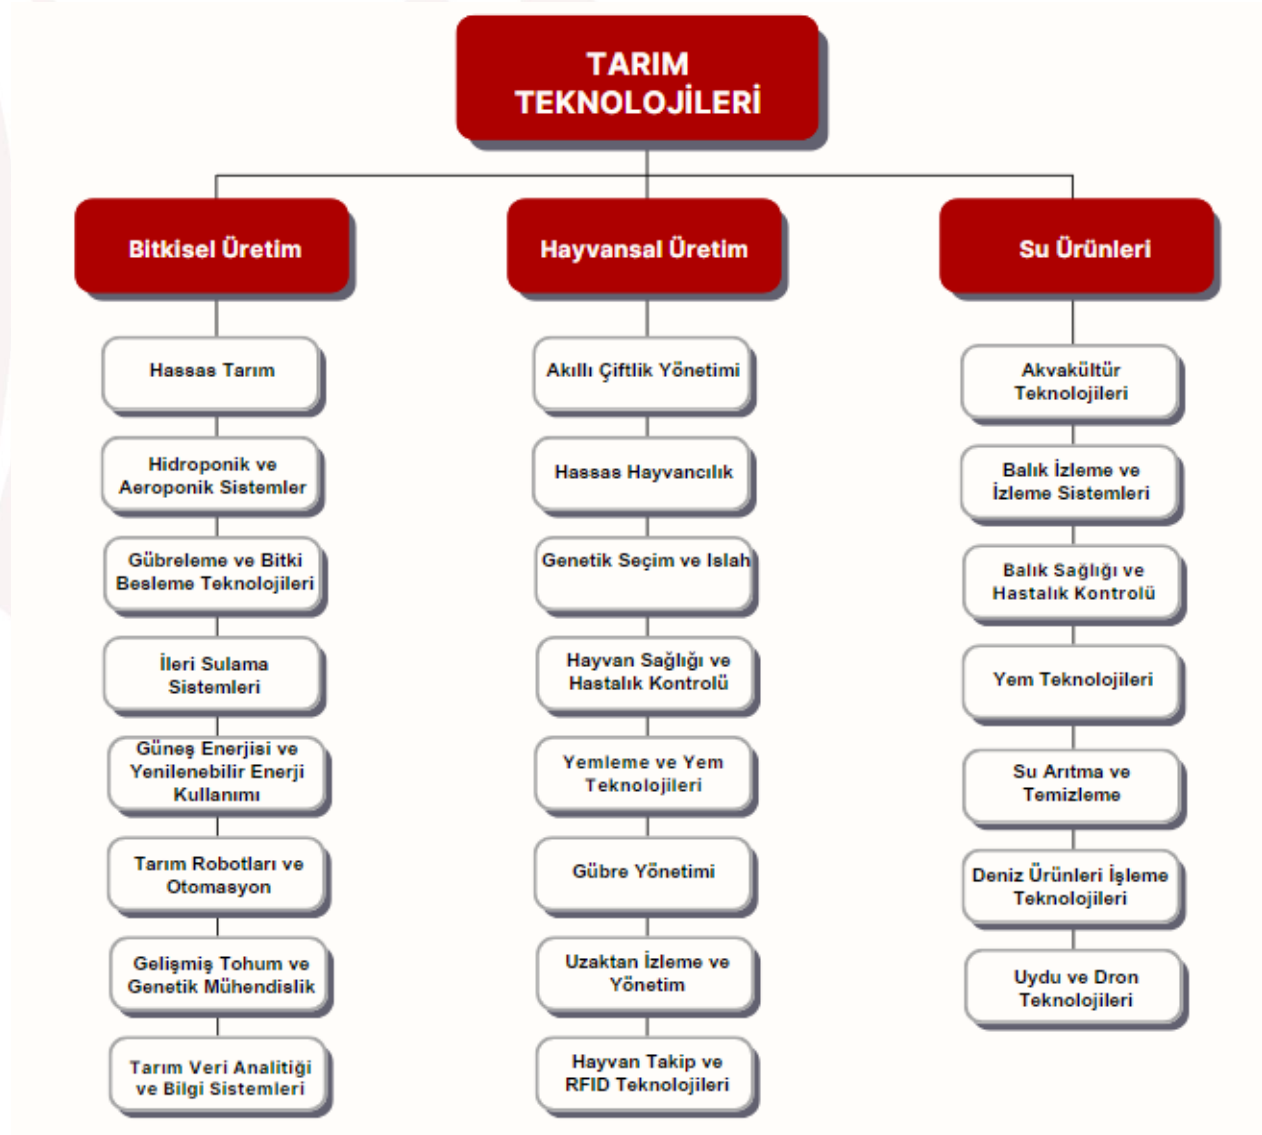 TARIM
TEKNOLOJİLERİ
Bitkisel Üretim
Hassas Tarım
Hidroponik ve
Aeroponik Sistemler
Gübreleme ve Bitki
Besleme Teknolojileri
İleri Sulama
Sistemleri
Güneş Enerjisi ve
Yenilenebilir Enerji
Kullanımı
Tarım Robotları ve
Otomasyon
Gelişmiş Tohum ve
Genetik Mühendislik
Tarım Veri Analitiği
ve Bilgi Sistemleri
Hayvansal Üretim
Akıllı Çiftlik Yönetimi
Hassas Hayvancılık
Genetik Seçim ve Islah
Hayvan Sağlığı ve
Hastalık Kontrolü
Yemleme ve Yem
Teknolojileri
Gübre Yönetimi
Uzaktan İzleme ve
Yönetim
Hayvan Takip ve
RFID Teknolojileri
Su Ürünleri
Akvakültür
Teknolojileri
Balık İzleme ve
İzleme Sistemleri
Balık Sağlığı ve
Hastalık Kontrolü
Yem Teknolojileri
Su Arıtma ve
Temizleme
Deniz Ürünleri İşleme
Teknolojileri
Uydu ve Dron
Teknolojileri